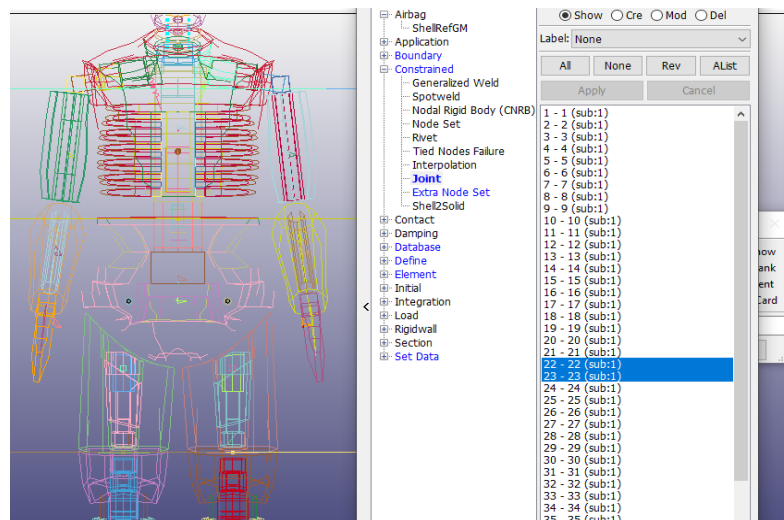 Airbag
ShellRefGM
Application
Boundary
Constrained
Generalized Weld
Spotweld
Nodal Rigid Body (CNRB)
Node Set
Rivet
Tied Nodes Failure
Interpolation
Joint
Extra Node Set
Shell2Solid
Contact
Damping
Database
Define
Element
Initial
Integration
Load
Rigidwall
Section
Set Data
<
Show Cre Mod Del
Label: None
All None Rev AList
Apply Cancel
1 - 1 (sub:1)
2 - 2 (sub:1)
3 - 3 (sub:1)
4 - 4 (sub:1)
5 - 5 (sub:1)
6 - 6 (sub:1)
7 - 7 (sub:1)
8 - 8 (sub:1)
9 - 9 (sub:1)
10 - 10 (sub:1)
11 - 11 (sub:1)
12 - 12 (sub:1)
13 - 13 (sub:1)
14 - 14 (sub:1)
15 - 15 (sub:1)
16 - 16 (sub:1)
17 - 17 (sub:1)
18 - 18 (sub:1)
19 - 19 (sub:1)
20 - 20 (sub:1)
21 - 21 (sub:1)
22 - 22 (sub:1)
23 - 23 (sub:1)
24 - 24 (sub:1)
25 - 25 (sub:1)
26 - 26 (sub:1)
27 - 27 (sub:1)
28 - 28 (sub:1)
29 - 29 (sub:1)
30 - 30 (sub:1)
31 - 31 (sub:1)
32 - 32 (sub:1)
33 - 33 (sub:1)
34 - 34 (sub:1)
35 - 35 (sub:1)